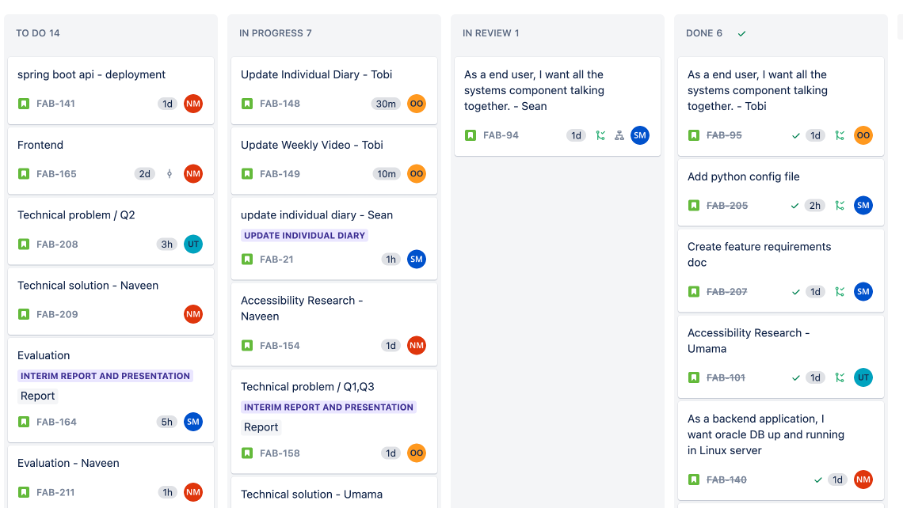 TO DO 14
spring boot api - deployment
FAB-141 1d NM
Frontend
FAB-165 2d NM
Technical problem / Q2
FAB-208 3h UT
Technical solution - Naveen
FAB-209 NM
Evaluation
INTERIM REPORT AND PRESENTATION
Report
FAB-164 5h SM
Evaluation - Naveen
FAB-211 1h NM
IN PROGRESS 7
Update Individual Diary - Tobi
FAB-148 30m OO
Update Weekly Video - Tobi
FAB-149 10m OO
update individual diary - Sean
UPDATE INDIVIDUAL DIARY
FAB-21 1h SM
Accessibility Research -
Naveen
FAB-154 1d NM
Technical problem / Q1,Q3
INTERIM REPORT AND PRESENTATION
Report
FAB-158 1d OO
Technical solution - Umama
IN REVIEW 1
As a end user, I want all the
systems component talking
together. - Sean
FAB-94 1d SM
DONE 6
As a end user, I want all the
systems component talking
together. - Tobi
FAB-95 1d OO
Add python config file
FAB-205 2h SM
Create feature requirements
doc
FAB-207 1d SM
Accessibility Research -
Umama
FAB-101 1d UT
As a backend application, I
want oracle DB up and running
in Linux server
FAB-140 1d NM